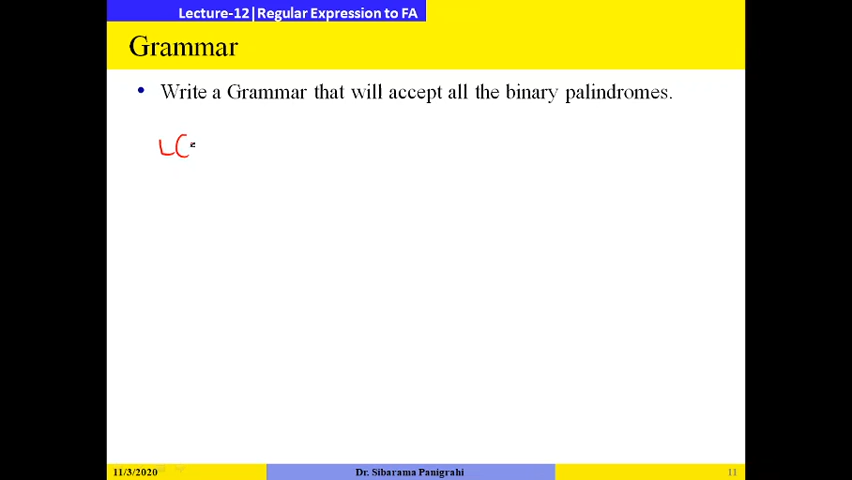 Lecture-12|Regular Expression to FA
Grammar
• Write a Grammar that will accept all the binary palindromes.
L(
11/3/2020 Dr. Sibarama Panigrahi 11